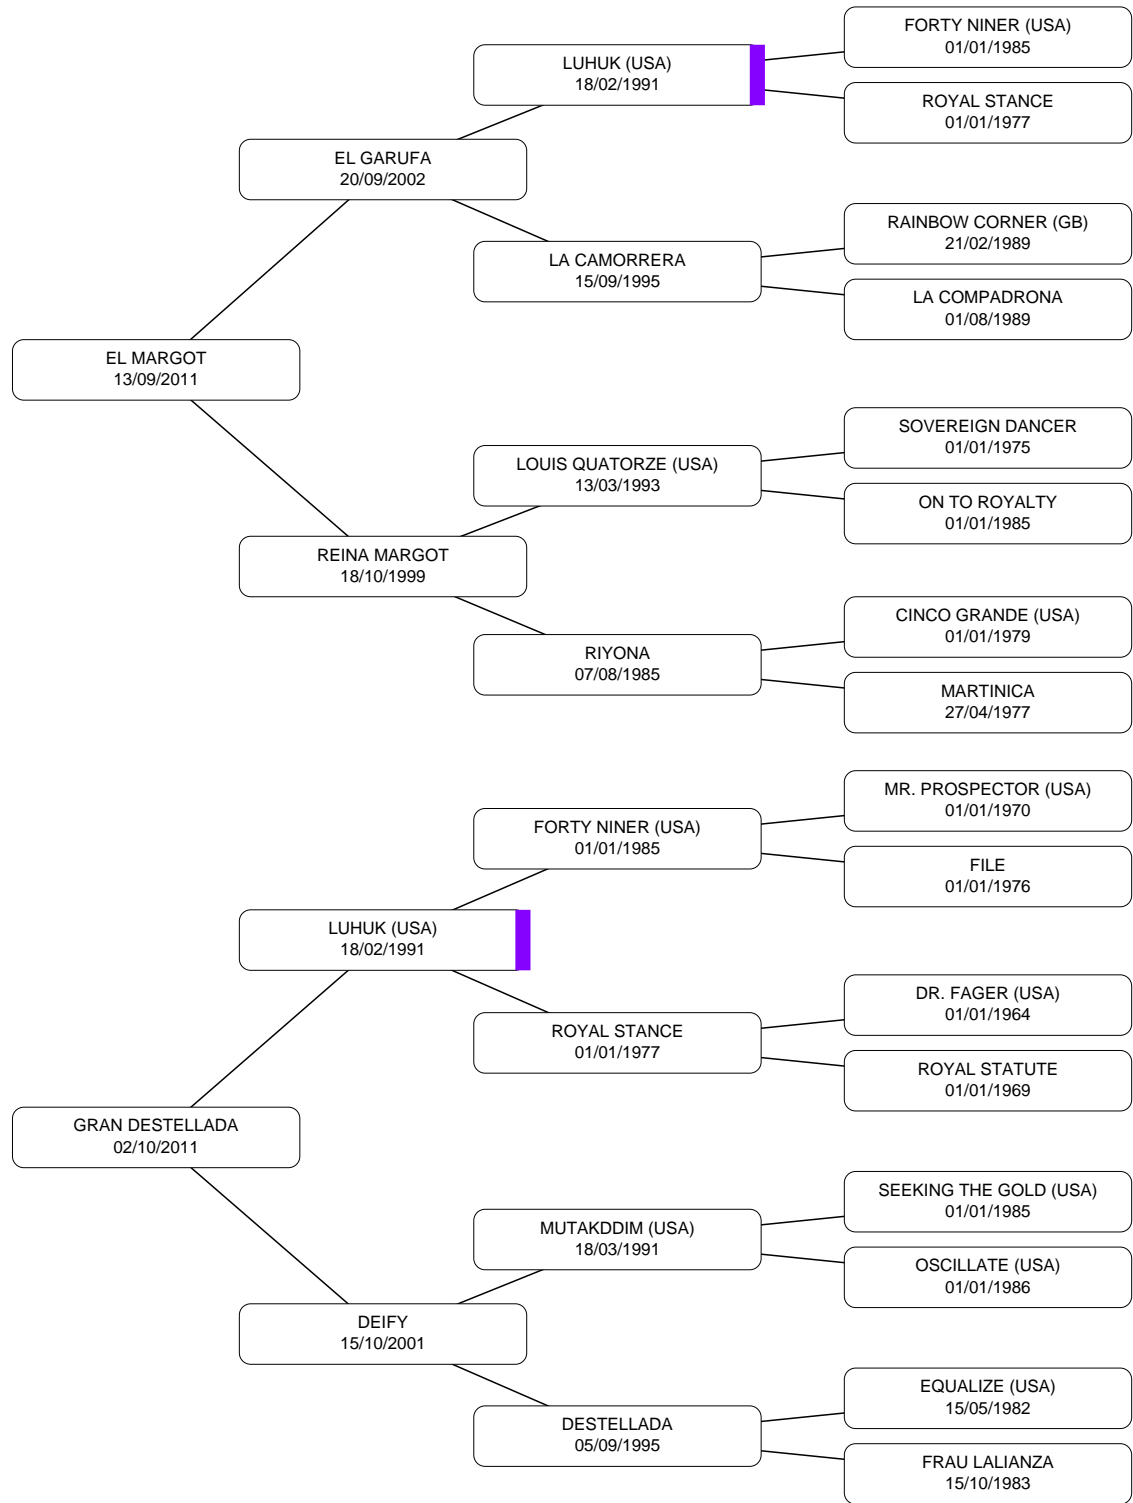 FORTY NINER (USA)
01/01/1985
LUHUK (USA)
18/02/1991
ROYAL STANCE
01/01/1977
EL GARUFA
20/09/2002
RAINBOW CORNER (GB)
21/02/1989
LA CAMORRERA
15/09/1995
LA COMPADRONA
01/08/1989
EL MARGOT
13/09/2011
SOVEREIGN DANCER
01/01/1975
LOUIS QUATORZE (USA)
13/03/1993
ON TO ROYALTY
01/01/1985
REINA MARGOT
18/10/1999
CINCO GRANDE (USA)
01/01/1979
RIYONA
07/08/1985
MARTINICA
27/04/1977
MR. PROSPECTOR (USA)
01/01/1970
FORTY NINER (USA)
01/01/1985
FILE
01/01/1976
LUHUK (USA)
18/02/1991
DR. FAGER (USA)
01/01/1964
ROYAL STANCE
01/01/1977
ROYAL STATUTE
01/01/1969
GRAN DESTELLADA
02/10/2011
SEEKING THE GOLD (USA)
01/01/1985
MUTAKDDIM (USA)
18/03/1991
OSCILLATE (USA)
01/01/1986
DEIFY
15/10/2001
EQUALIZE (USA)
15/05/1982
DESTELLADA
05/09/1995
FRAU LALIANZA
15/10/1983